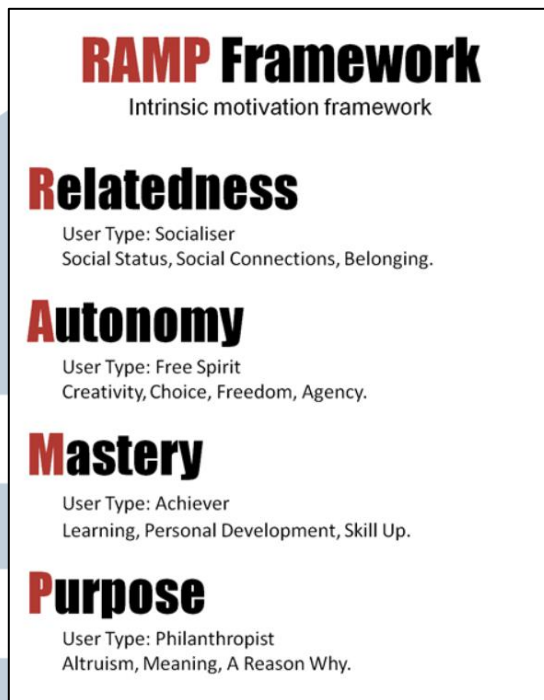 RAMP Framework
Intrinsic motivation framework
Relatedness
User Type: Socialiser
Social Status, Social Connections, Belonging.
Autonomy
User Type: Free Spirit
Creativity, Choice, Freedom, Agency.
Mastery
User Type: Achiever
Learning, Personal Development, Skill Up.
Purpose
User Type: Philanthropist
Altruism, Meaning, A Reason Why.